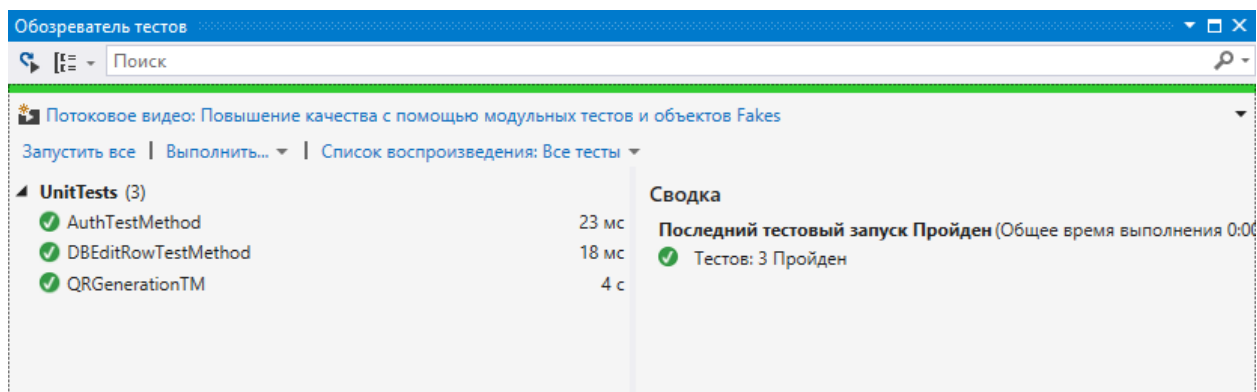 Обозреватель тестов
Поиск
Потоковое видео: Повышение качества с помощью модульных тестов и объектов Fakes
Запустить все | Выполнить... | Список воспроизведения: Все тесты
UnitTests (3)
AuthTestMethod 23 мс
DBEditRowTestMethod 18 мс
QRGenerationTM 4 с
Сводка
Последний тестовый запуск Пройден (Общее время выполнения 0:00
Тестов: 3 Пройден